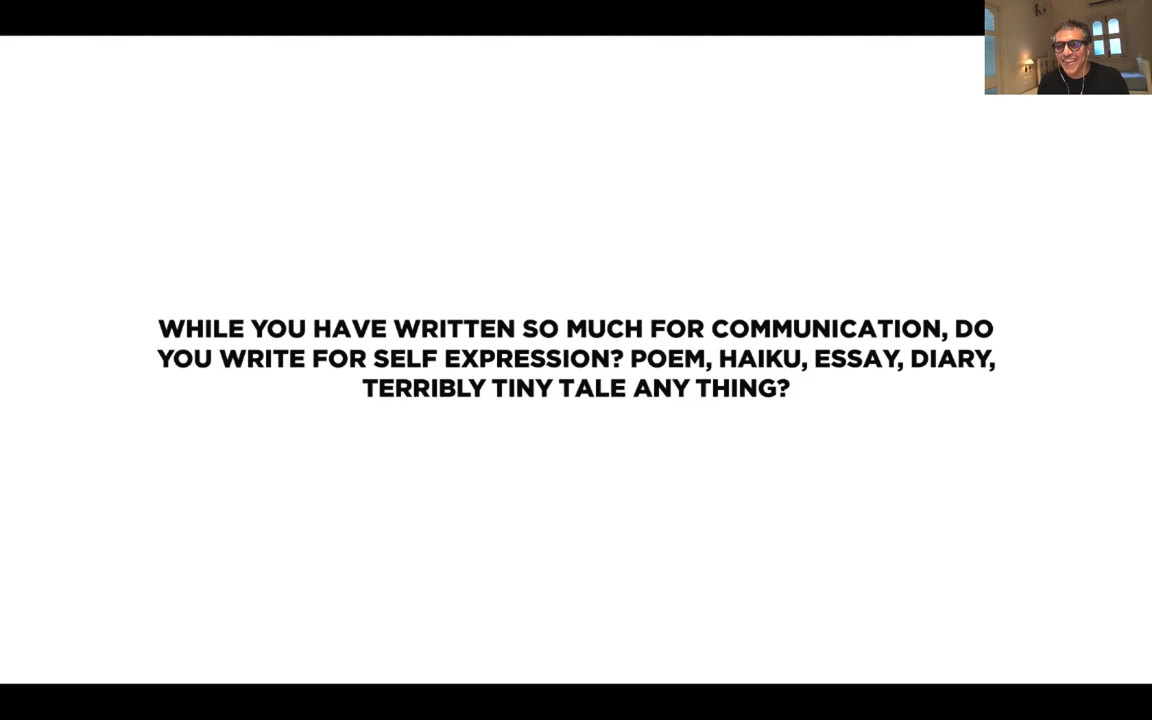 WHILE YOU HAVE WRITTEN SO MUCH FOR COMMUNICATION, DO
YOU WRITE FOR SELF EXPRESSION? POEM, HAIKU, ESSAY, DIARY,
TERRIBLY TINY TALE ANY THING?